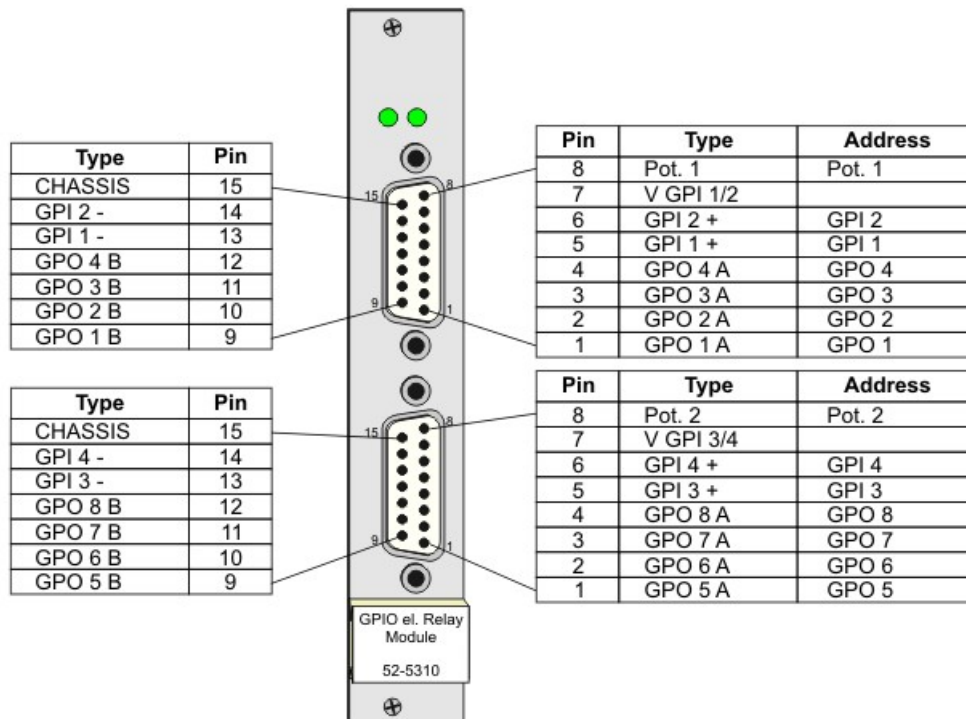 Type Pin
CHASSIS 15
GPI 2 - 14
GPI 1 - 13
GPO 4 B 12
GPO 3 B 11
GPO 2 B 10
GPO 1 B 9
Type Pin
CHASSIS 15
GPI 4 - 14
GPI 3 - 13
GPO 8 B 12
GPO 7 B 11
GPO 6 B 10
GPO 5 B 9
15 8
9 1
15 8
9 1
GPIO el. Relay
Module
52-5310
Pin Type Address
8 Pot. 1 Pot. 1
7 V GPI 1/2
6 GPI 2 + GPI 2
5 GPI 1 + GPI 1
4 GPO 4 A GPO 4
3 GPO 3 A GPO 3
2 GPO 2 A GPO 2
1 GPO 1 A GPO 1
Pin Type Address
8 Pot. 2 Pot. 2
7 V GPI 3/4
6 GPI 4 + GPI 4
5 GPI 3 + GPI 3
4 GPO 8 A GPO 8
3 GPO 7 A GPO 7
2 GPO 6 A GPO 6
1 GPO 5 A GPO 5